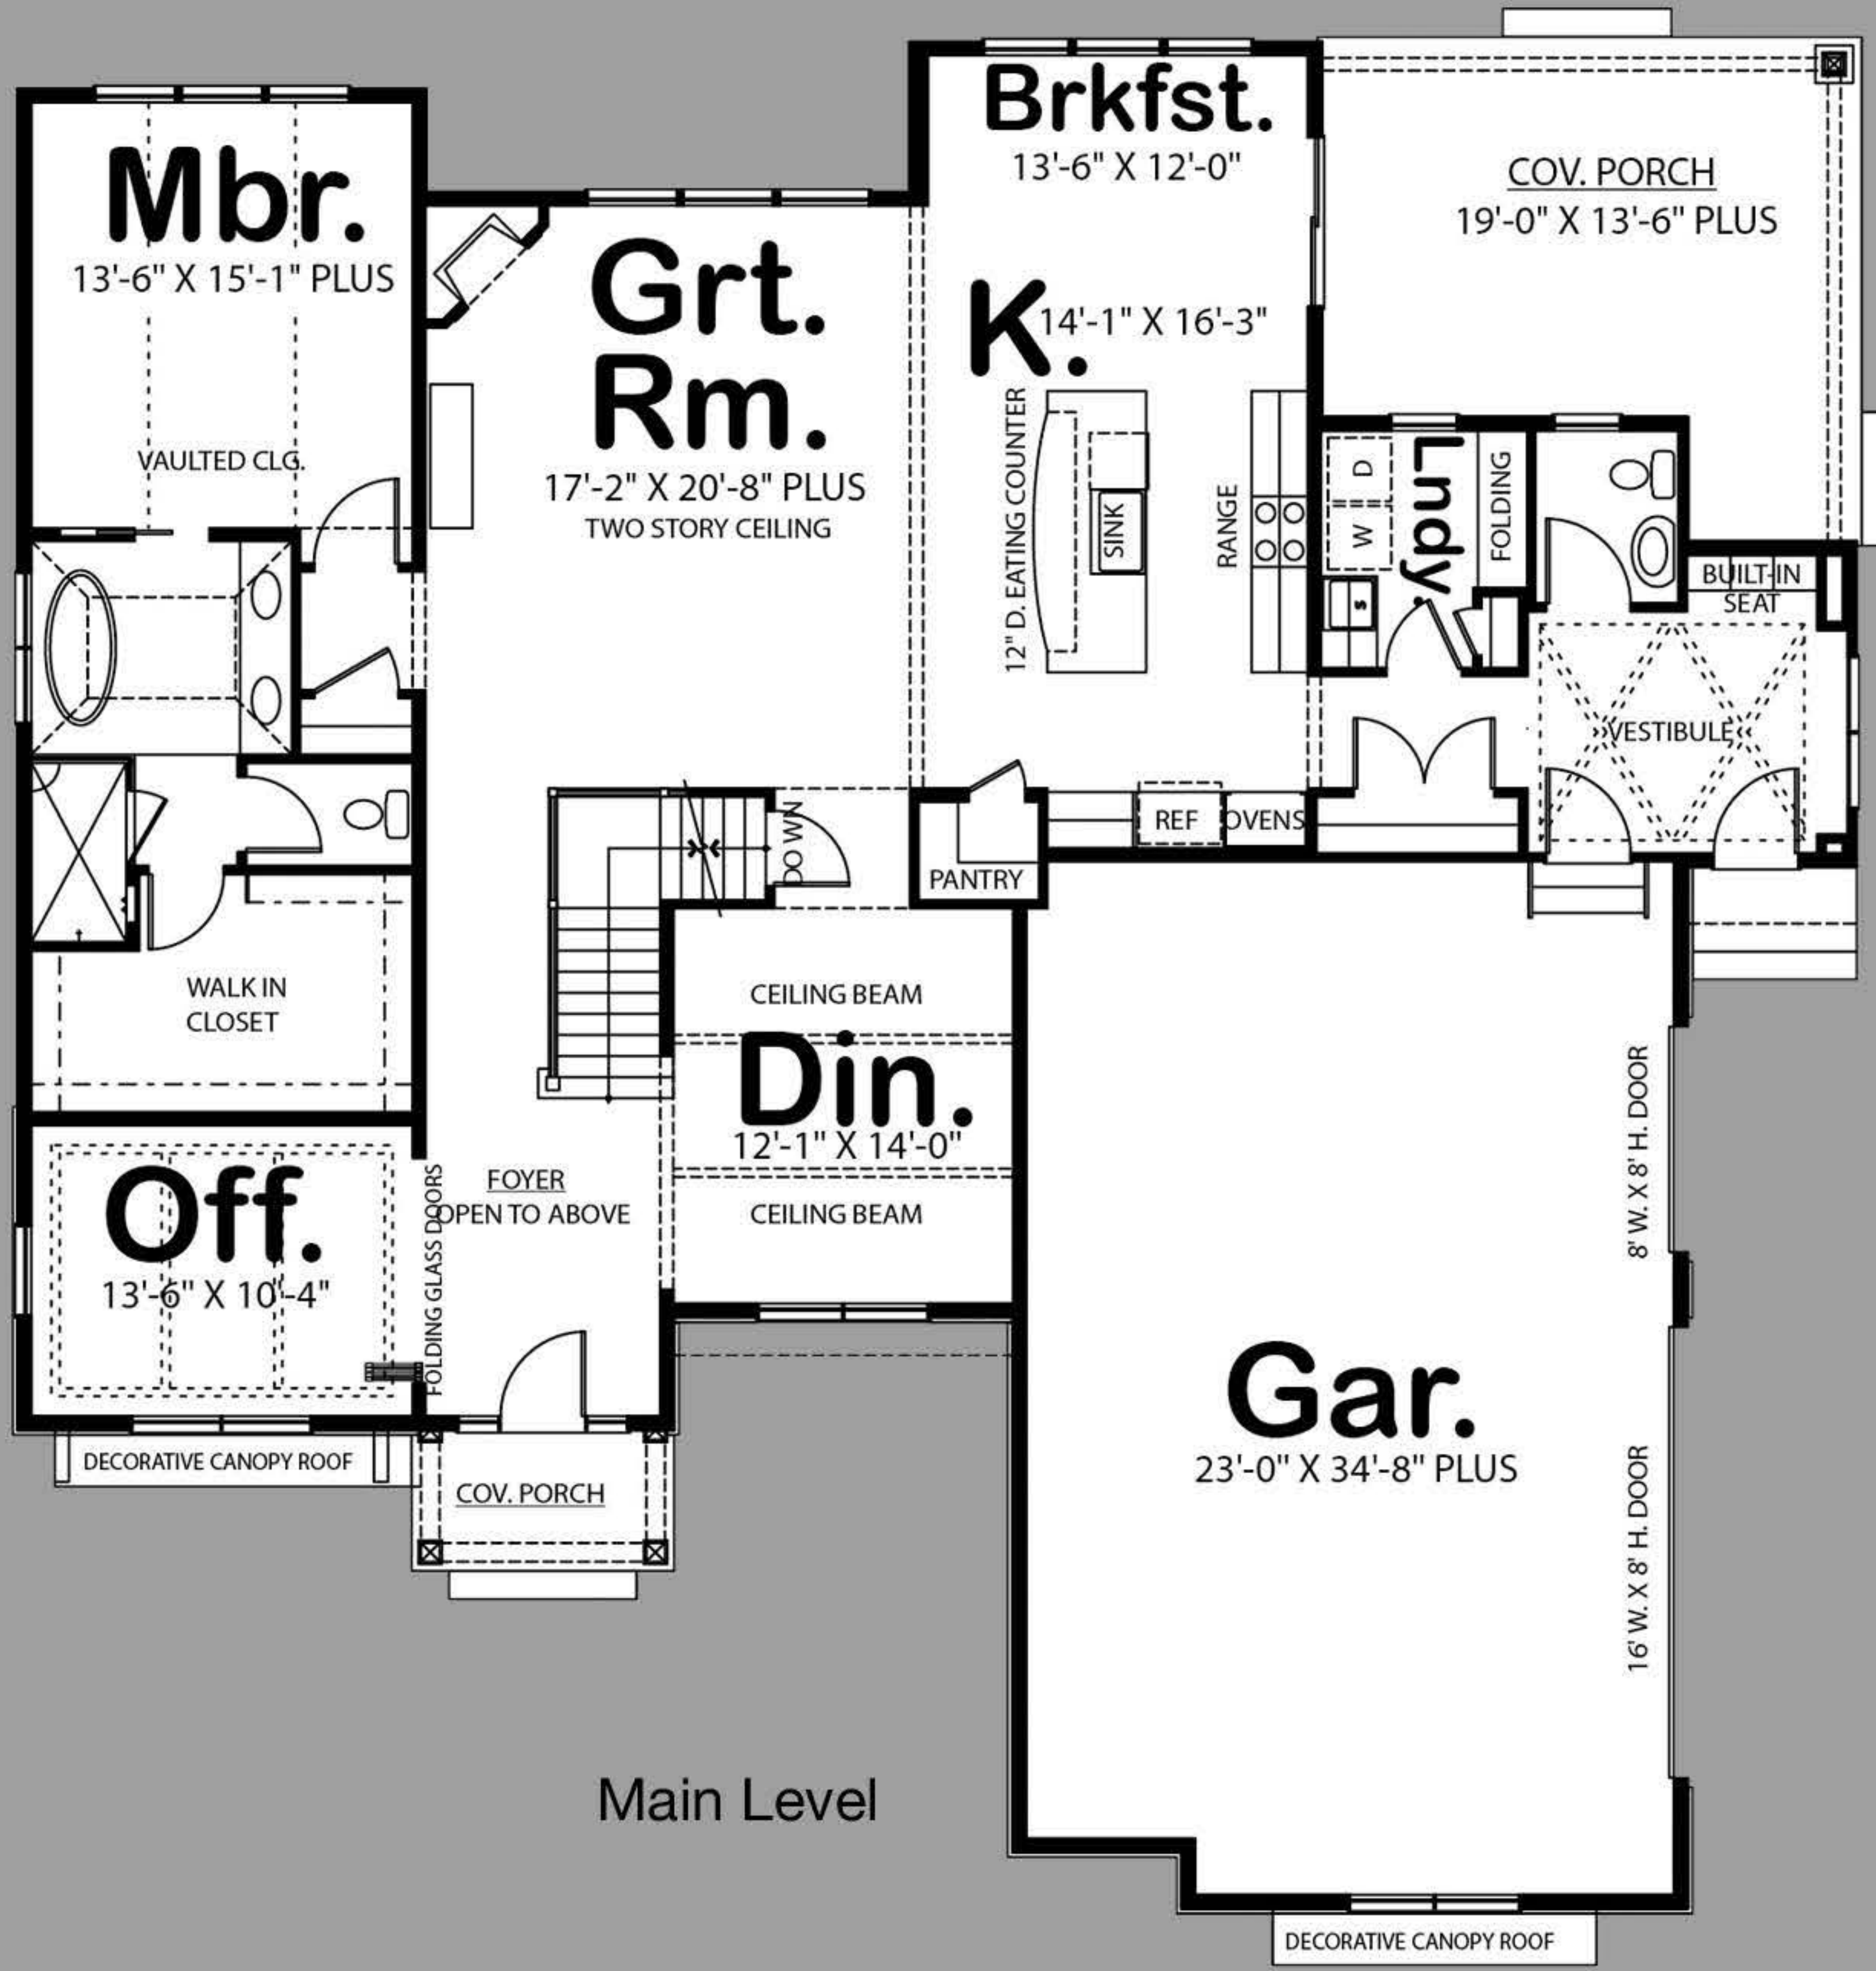 Mbr.
13'-6" X 15'-1" PLUS
VAULTED CLG.
Grt.
Rm.
17'-2" X 20'-8" PLUS
TWO STORY CEILING
Brkfst.
13'-6" X 12'-0"
K.
14'-1" X 16'-3"
12" D. EATING COUNTER
SINK
RANGE
COV. PORCH
19'-0" X 13'-6" PLUS
D
W
Lndy.
FOLDING
S
BUILT-IN
SEAT
VESTIBULE
DOWN
PANTRY
REF
OVENS
WALK IN
CLOSET
CEILING BEAM
Din.
12'-1" X 14'-0"
CEILING BEAM
Off.
13'-6" X 10'-4"
FOLDING GLASS DOORS
FOYER
OPEN TO ABOVE
8' W. X 8' H. DOOR
Gar.
23'-0" X 34'-8" PLUS
16' W. X 8' H. DOOR
DECORATIVE CANOPY ROOF
COV. PORCH
Main Level
DECORATIVE CANOPY ROOF